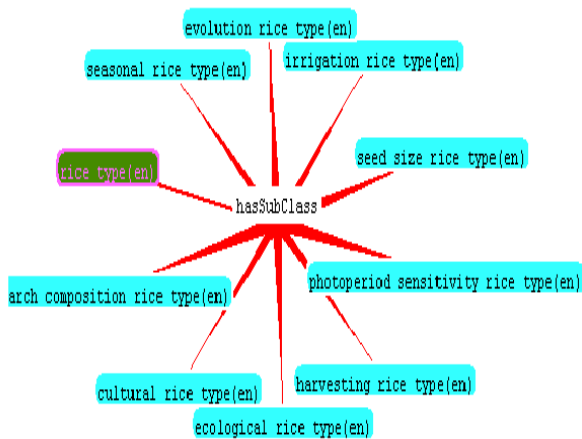 evolution rice type(en)
seasonal rice type(en)
irrigation rice type(en)
seed size rice type(en)
rice type(en)
hasSubClass
arch composition rice type(en)
photoperiod sensitivity rice type(en)
cultural rice type(en)
harvesting rice type(en)
ecological rice type(en)